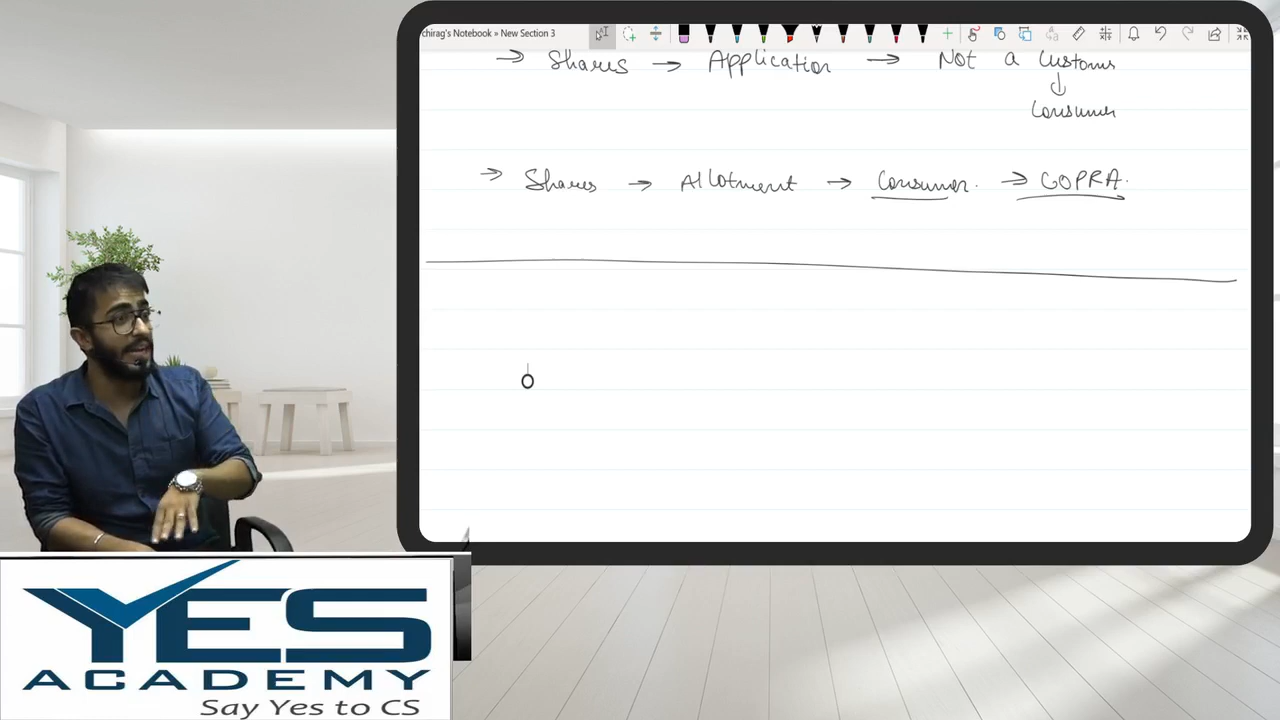 chirag's Notebook » New Section 3
→ Shares → Application → Not a Customer
↓
Consumer
→ Shares → Allotment → Consumer. → COPRA.
YES
ACADEMY
Say Yes to CS